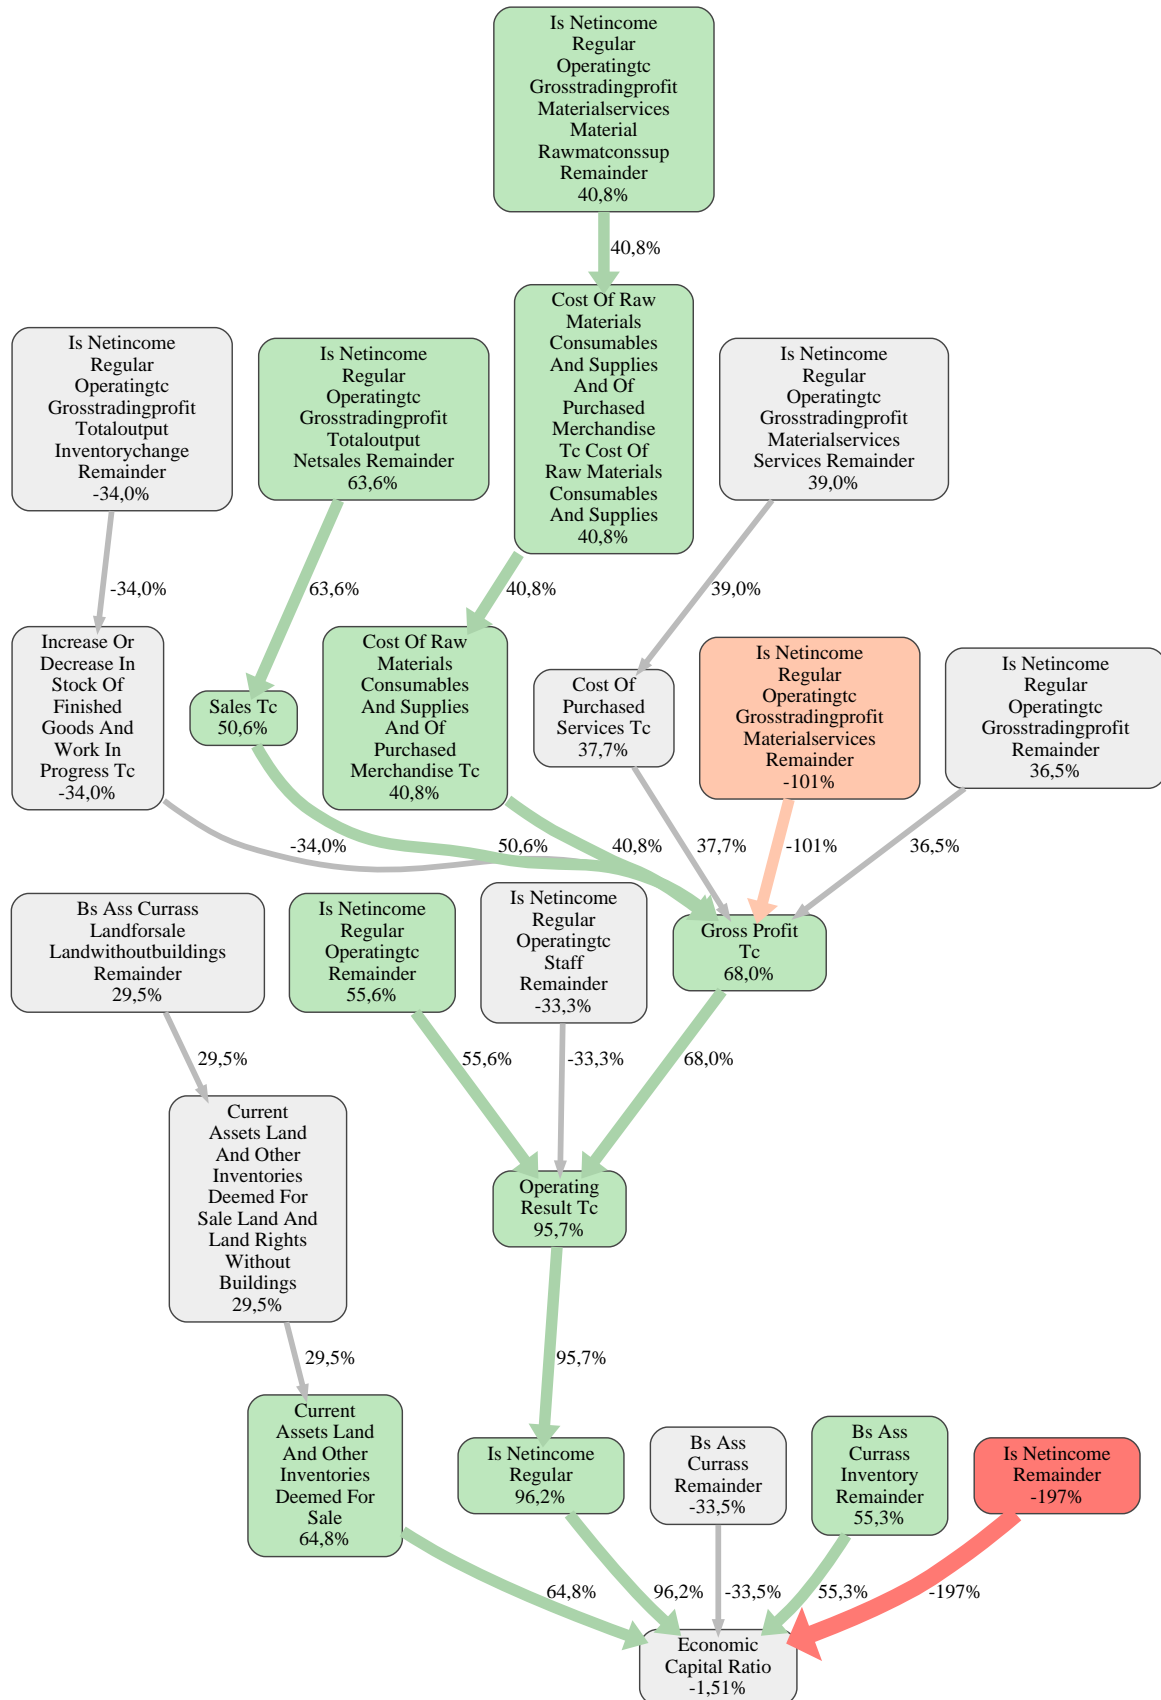 Is Netincome
Regular
Operatingtc
Grosstradingprofit
Materialservices
Material
Rawmatconssup
Remainder
40,8%
40,8%
Is Netincome
Regular
Operatingtc
Grosstradingprofit
Totaloutput
Inventorychange
Remainder
-34,0%
Is Netincome
Regular
Operatingtc
Grosstradingprofit
Totaloutput
Netsales Remainder
63,6%
Cost Of Raw
Materials
Consumables
And Supplies
And Of
Purchased
Merchandise
Tc Cost Of
Raw Materials
Consumables
And Supplies
40,8%
Is Netincome
Regular
Operatingtc
Grosstradingprofit
Materialservices
Services Remainder
39,0%
-34,0%
63,6%
40,8%
39,0%
Increase Or
Decrease In
Stock Of
Finished
Goods And
Work In
Progress Tc
-34,0%
Sales Tc
50,6%
Cost Of Raw
Materials
Consumables
And Supplies
And Of
Purchased
Merchandise Tc
40,8%
Cost Of
Purchased
Services Tc
37,7%
Is Netincome
Regular
Operatingtc
Grosstradingprofit
Materialservices
Remainder
-101%
Is Netincome
Regular
Operatingtc
Grosstradingprofit
Remainder
36,5%
-34,0%
50,6%
40,8%
37,7%
-101%
36,5%
Bs Ass Currass
Landforsale
Landwithoutbuildings
Remainder
29,5%
Is Netincome
Regular
Operatingtc
Remainder
55,6%
Is Netincome
Regular
Operatingtc
Staff
Remainder
-33,3%
Gross Profit
Tc
68,0%
29,5%
55,6%
-33,3%
68,0%
Current
Assets Land
And Other
Inventories
Deemed For
Sale Land And
Land Rights
Without
Buildings
29,5%
Operating
Result Tc
95,7%
29,5%
95,7%
Current
Assets Land
And Other
Inventories
Deemed For
Sale
64,8%
Is Netincome
Regular
96,2%
Bs Ass
Currass
Remainder
-33,5%
Bs Ass
Currass
Inventory
Remainder
55,3%
Is Netincome
Remainder
-197%
64,8%
96,2%
-33,5%
55,3%
-197%
Economic
Capital Ratio
-1,51%